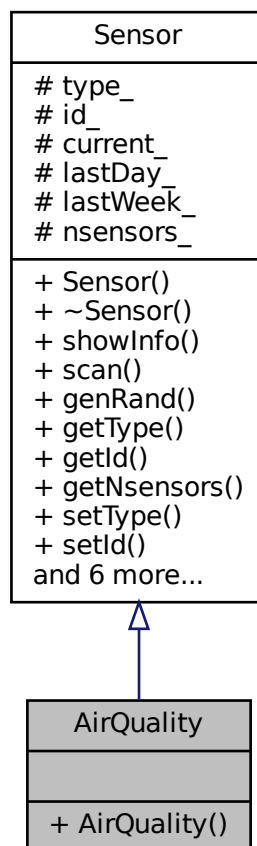 Sensor
# type_
# id_
# current_
# lastDay_
# lastWeek_
# nsensors_
+ Sensor()
+ ~Sensor()
+ showInfo()
+ scan()
+ genRand()
+ getType()
+ getId()
+ getNsensors()
+ setType()
+ setId()
and 6 more...
AirQuality
+ AirQuality()